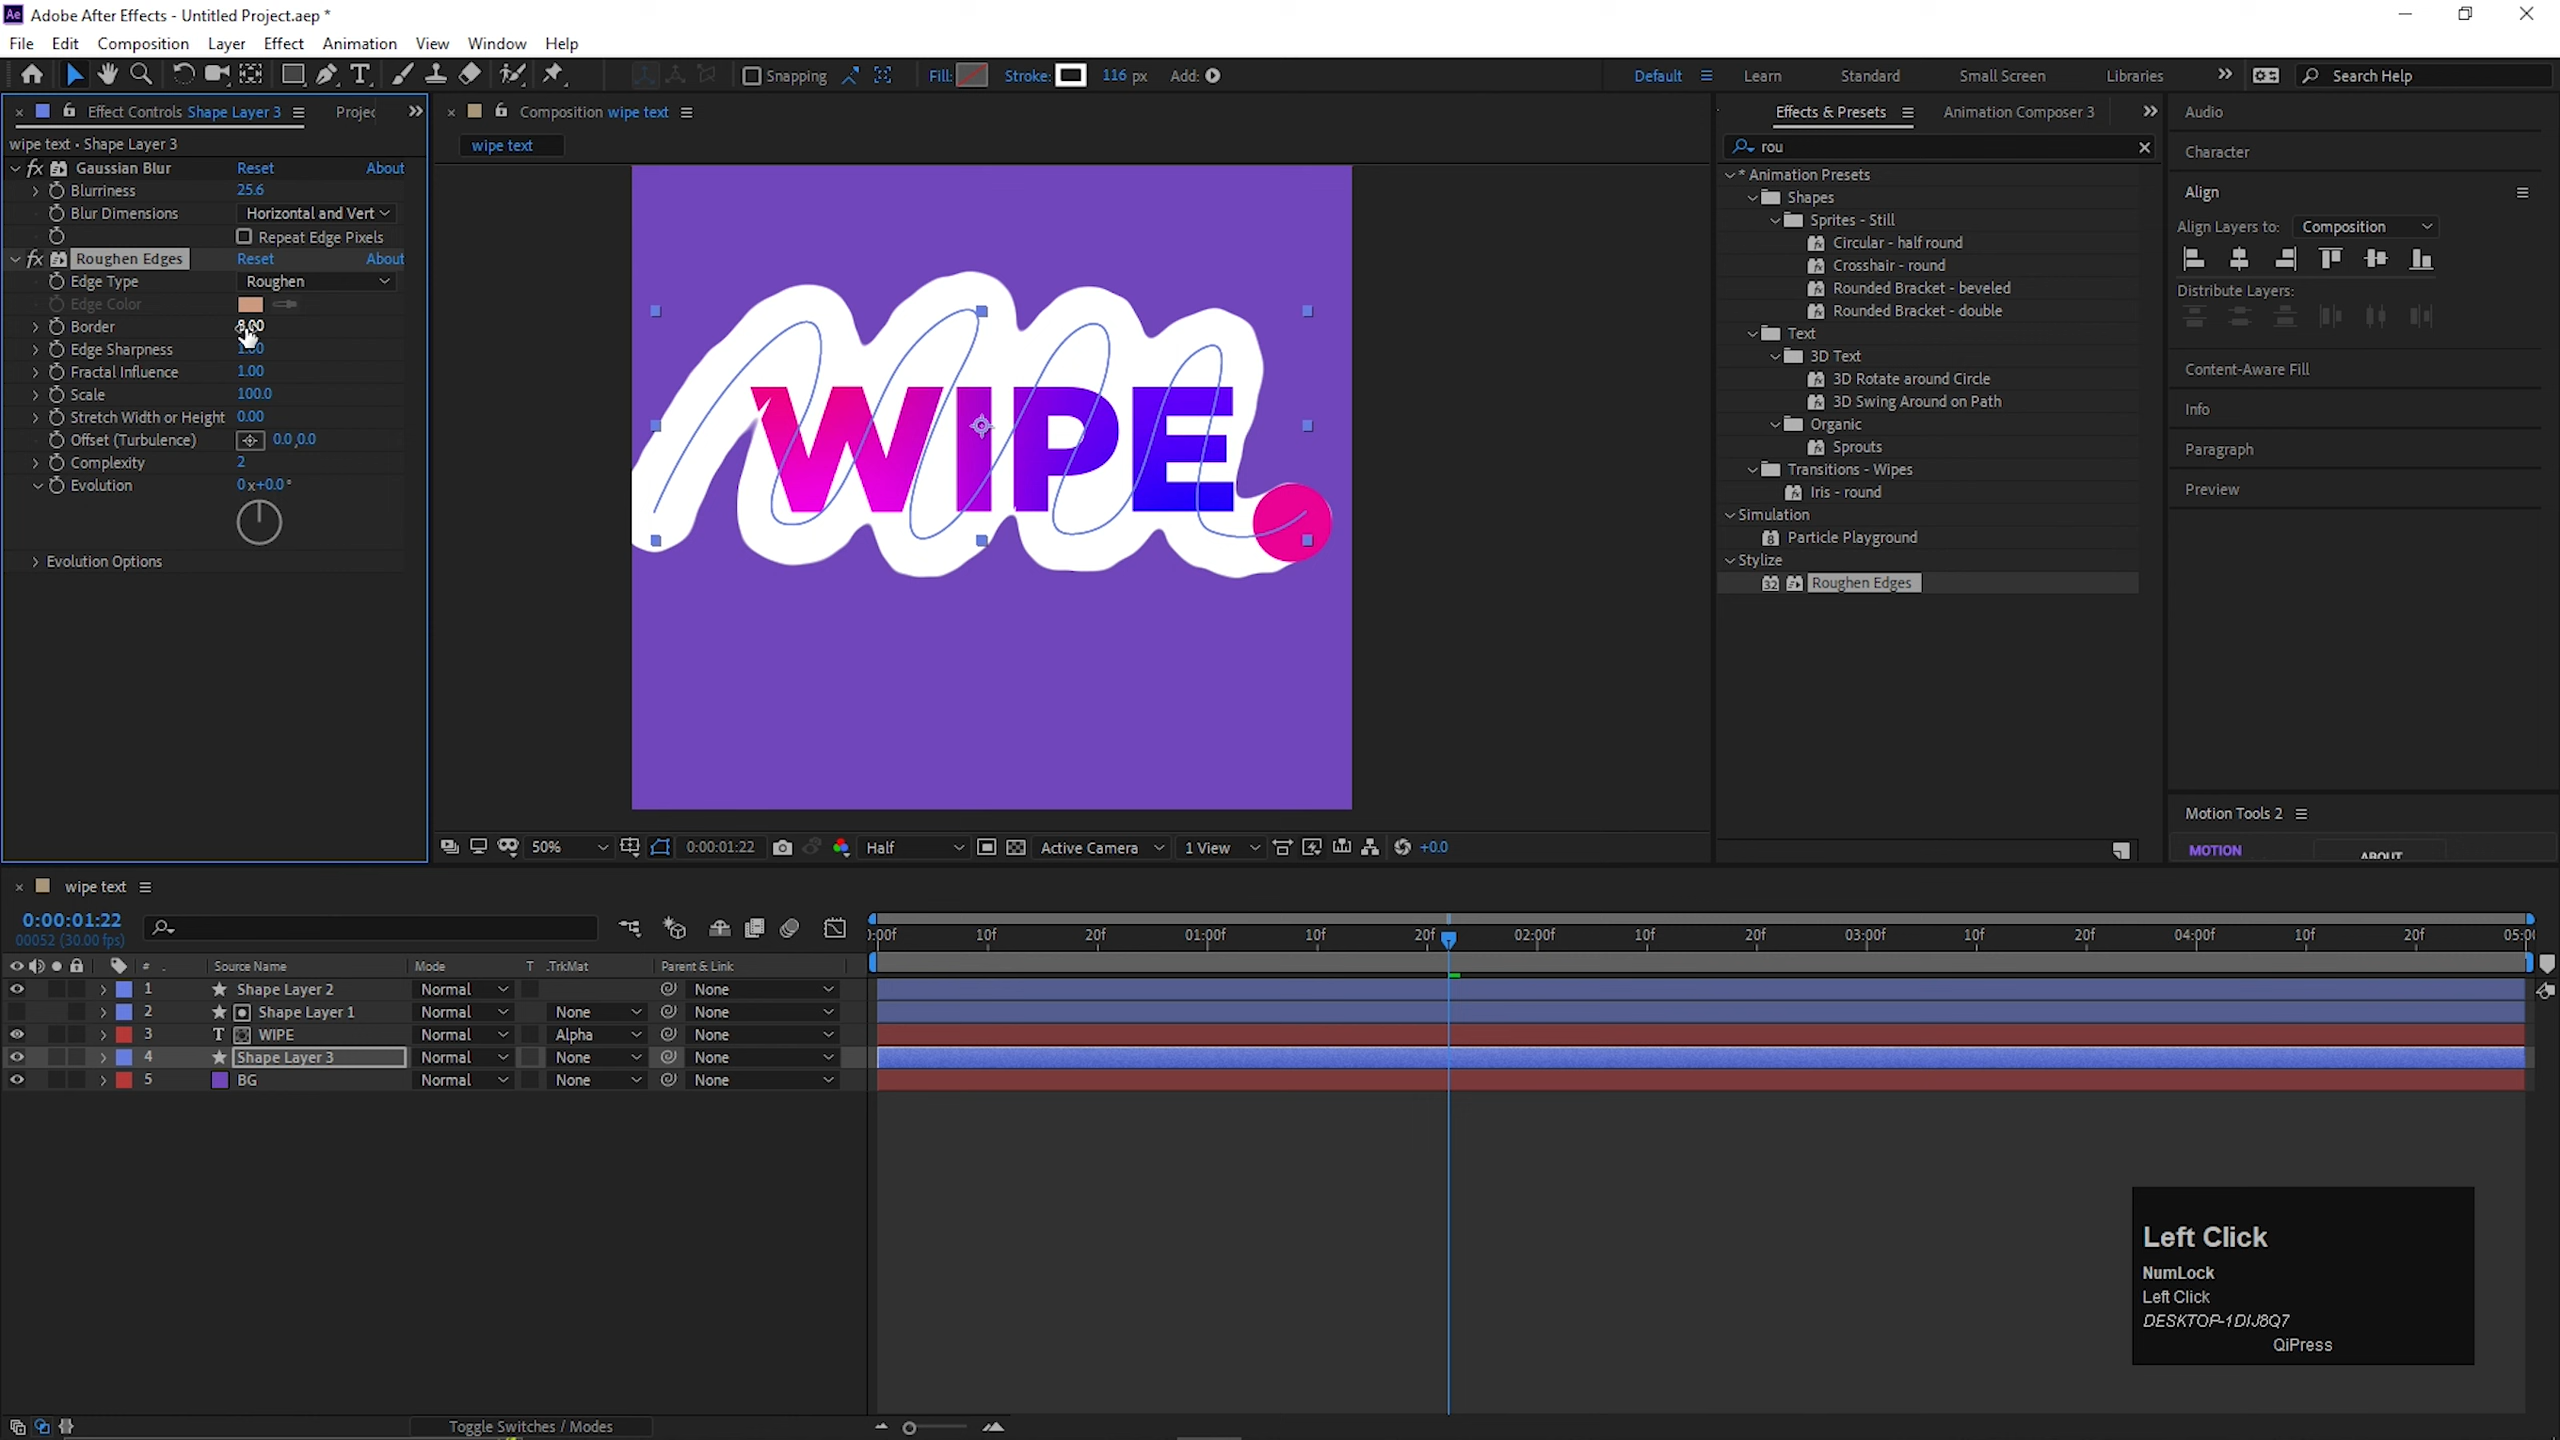 Ae Adobe After Effects - Untitled Project.aep *
File Edit Composition Layer Effect Animation View Window Help
Snapping Fill: Stroke: 116 px Add: Default Learn Standard Small Screen Libraries Search Help
Effect Controls Shape Layer 3 Projec
wipe text • Shape Layer 3
fx Gaussian Blur Reset About
Blurriness 25.6
Blur Dimensions Horizontal and Vert
Repeat Edge Pixels
fx Roughen Edges Reset About
Edge Type Roughen
Edge Color
Border
Edge Sharpness 1.00
Fractal Influence 1.00
Scale 100.0
Stretch Width or Height 0.00
Offset (Turbulence) 0.0,0.0
Complexity 2
Evolution 0x+0.0°
Evolution Options
Composition wipe text
wipe text
WIPE
50% 0:00:01:22 Half Active Camera 1 View +0.0
Effects & Presets Animation Composer 3
rou
* Animation Presets
Shapes
Sprites - Still
Circular - half round
Crosshair - round
Rounded Bracket - beveled
Rounded Bracket - double
Text
3D Text
3D Rotate around Circle
3D Swing Around on Path
Organic
Sprouts
Transitions - Wipes
Iris - round
Simulation
8 Particle Playground
Stylize
32 Roughen Edges
Audio
Character
Align
Align Layers to: Composition
Distribute Layers:
Content-Aware Fill
Info
Paragraph
Preview
Motion Tools 2
MOTION ABOUT
wipe text
0:00:01:22
00052 (30.00 fps)
):00f 10f 20f 01:00f 10f 20f 02:00f 10f 20f 03:00f 10f 20f 04:00f 10f 20f 05:0(
# . Source Name Mode T .TrkMat Parent & Link
1 Shape Layer 2 Normal None
2 Shape Layer 1 Normal None None
3 T WIPE Normal Alpha None
4 Shape Layer 3 Normal None None
5 BG Normal None None
Left Click
NumLock
Left Click
DESKTOP-1DIJ8Q7
QiPress
Toggle Switches / Modes